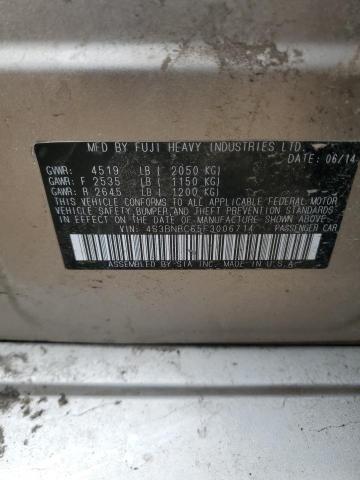 MFD BY FUJI HEAVY INDUSTRIES LTD.
DATE: 06/14
GVWR: 4519 LB ( 2050 KG)
GAWR: F 2535 LB ( 1150 KG)
GAWR: R 2645 LB ( 1200 KG)
THIS VEHICLE CONFORMS TO ALL APPLICABLE FEDERAL MOTOR
VEHICLE SAFETY, BUMPER, AND THEFT PREVENTION STANDARDS
IN EFFECT ON THE DATE OF MANUFACTURE SHOWN ABOVE.
VIN: 4S3BNBC65F3006714 PASSENGER CAR
ASSEMBLED BY SIA INC. MADE IN U.S.A.